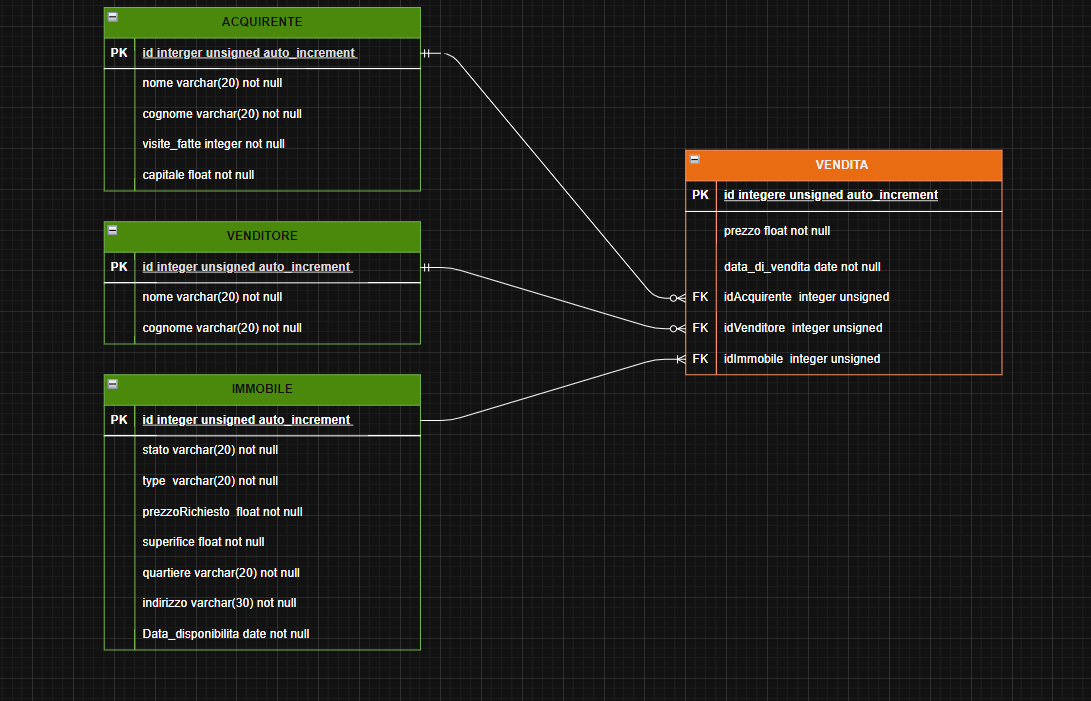 ACQUIRENTE
PK id interger unsigned auto_increment
nome varchar(20) not null
cognome varchar(20) not null
visite_fatte integer not null
capitale float not null
VENDITORE
PK id integer unsigned auto_increment
nome varchar(20) not null
cognome varchar(20) not null
IMMOBILE
PK id integer unsigned auto_increment
stato varchar(20) not null
type varchar(20) not null
prezzoRichiesto float not null
superifice float not null
quartiere varchar(20) not null
indirizzo varchar(30) not null
Data_disponibilita date not null
VENDITA
PK id integere unsigned auto_increment
prezzo float not null
data_di_vendita date not null
FK idAcquirente integer unsigned
FK idVenditore integer unsigned
FK idImmobile integer unsigned